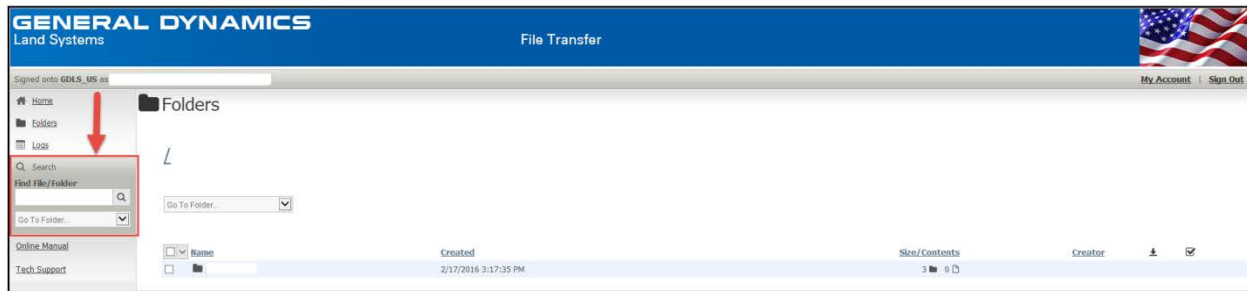 GENERAL DYNAMICS
Land Systems
File Transfer
Signed onto GDLS_US as
My Account | Sign Out
Home
Folders
Logs
Search
Find File/Folder
Go To Folder...
Online Manual
Tech Support
Folders
/
Go To Folder...
Name Created Size/Contents Creator
2/17/2016 3:17:35 PM 3 0